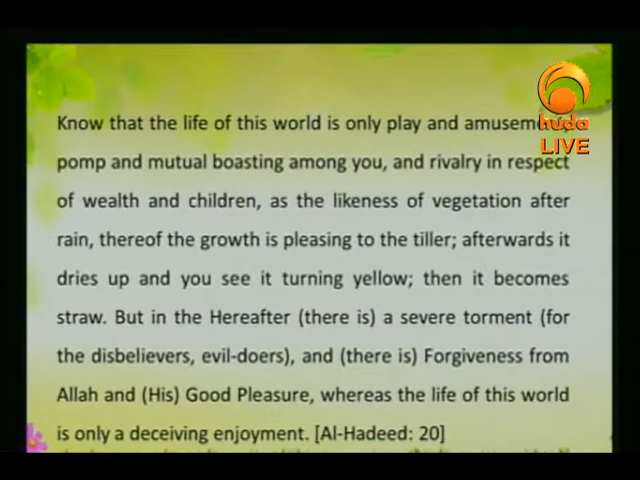 Know that the life of this world is only play and amusement,
pomp and mutual boasting among you, and rivalry in respect
of wealth and children, as the likeness of vegetation after
rain, thereof the growth is pleasing to the tiller; afterwards it
dries up and you see it turning yellow; then it becomes
straw. But in the Hereafter (there is) a severe torment (for
the disbelievers, evil-doers), and (there is) Forgiveness from
Allah and (His) Good Pleasure, whereas the life of this world
is only a deceiving enjoyment. [Al-Hadeed: 20]
huda
LIVE